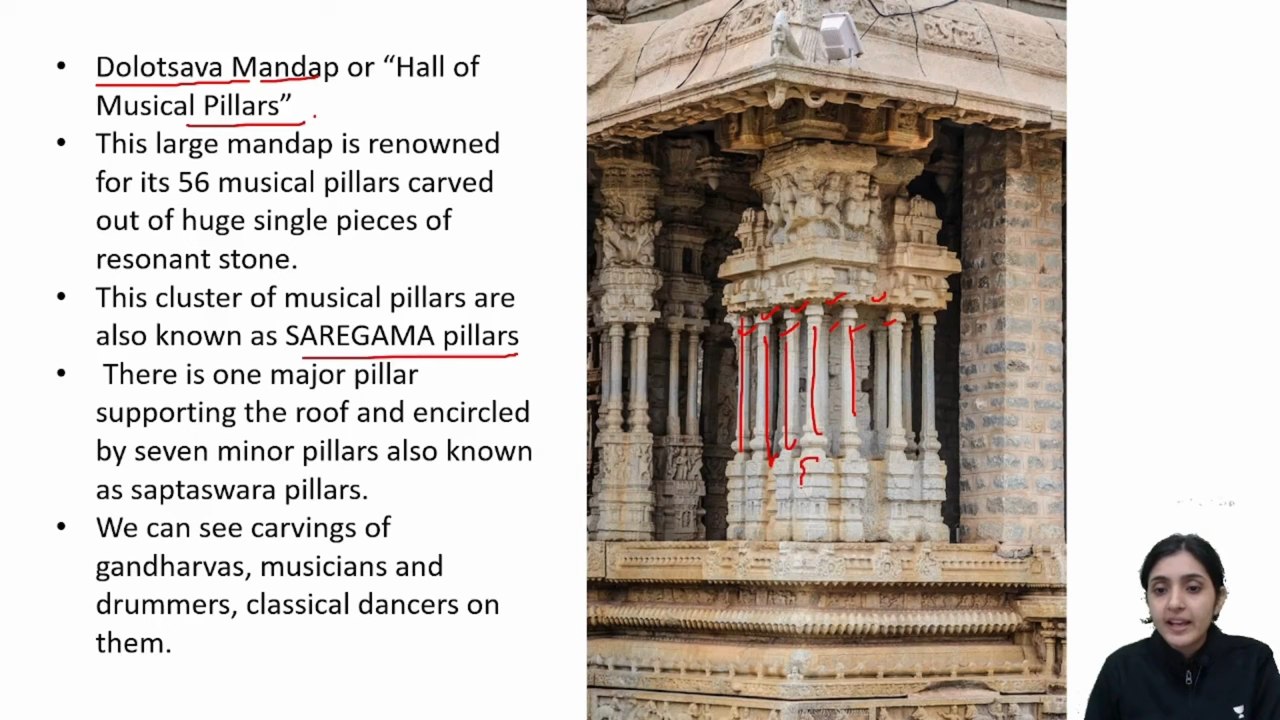 • Dolotsava Mandap or “Hall of
Musical Pillars”
• This large mandap is renowned
for its 56 musical pillars carved
out of huge single pieces of
resonant stone.
• This cluster of musical pillars are
also known as SAREGAMA pillars
• There is one major pillar
supporting the roof and encircled
by seven minor pillars also known
as saptaswara pillars.
• We can see carvings of
gandharvas, musicians and
drummers, classical dancers on
them.